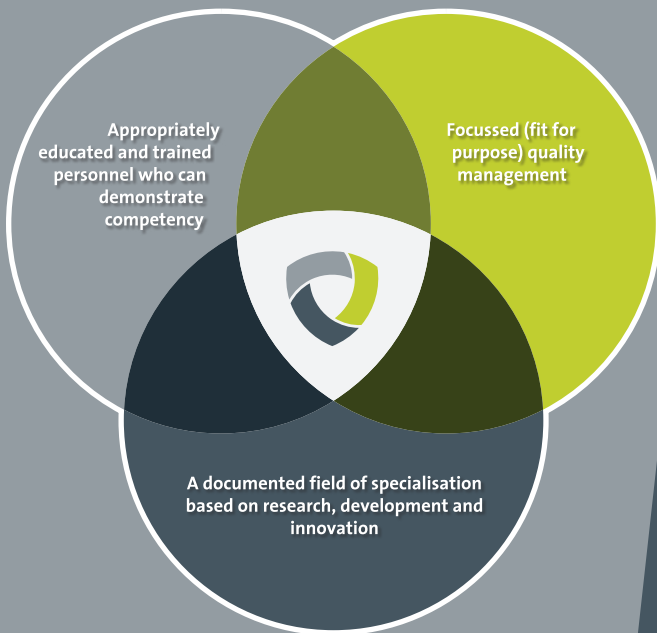 Appropriately
educated and trained
personnel who can
demonstrate
competency
Focussed (fit for
purpose) quality
management
A documented field of specialisation
based on research, development and
innovation